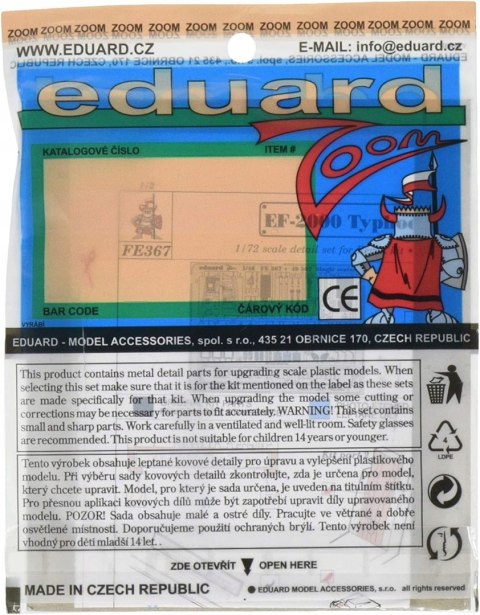 ZOOM ZOOM ZOOM ZOOM ZOOM ZOOM ZOOM ZOOM ZOOM ZOOM ZOOM
WWW.EDUARD.CZ
E-MAIL: info@eduard.cz
eduard
Zoom
KATALOGOVÉ ČÍSLO
ITEM #
FE367
EF-2000 Typhoon
1/72 scale detail set for
eduard
BAR CODE
ČÁROVÝ KÓD
CE
VYRÁBÍ
EDUARD - MODEL ACCESSORIES, spol. s r.o., 435 21 OBRNICE 170, CZECH REPUBLIC
This product contains metal detail parts for upgrading scale plastic models. When
selecting this set make sure that it is for the kit mentioned on the label as these sets
are made specifically for that kit. When upgrading the model some cutting or
corrections may be necessary for parts to fit accurately. WARNING! This set contains
small and sharp parts. Work carefully in a ventilated and well-lit room. Safety glasses
are recommended. This product is not suitable for children 14 years or younger.
Tento výrobek obsahuje leptané kovové detaily pro úpravu a vylepšení plastikového
modelu. Při výběru sady kovových detailů zkontrolujte, zda je určena pro model,
který chcete upravit. Model, pro který je sada určena, je uveden na titulním štítku.
Pro přesnou aplikaci kovových dílů může být zapotřebí upravit díly upravovaného
modelu. POZOR! Sada obsahuje malé a ostré díly. Pracujte ve větrané a dobře
osvětlené místnosti. Doporučujeme použití ochranných brýlí. Tento výrobek není
vhodný pro děti mladší 14 let.
4
LDPE
ZDE OTEVŘÍT OPEN HERE
MADE IN CZECH REPUBLIC
EDUARD MODEL ACCESSORIES, s.r.o. all rights reserved